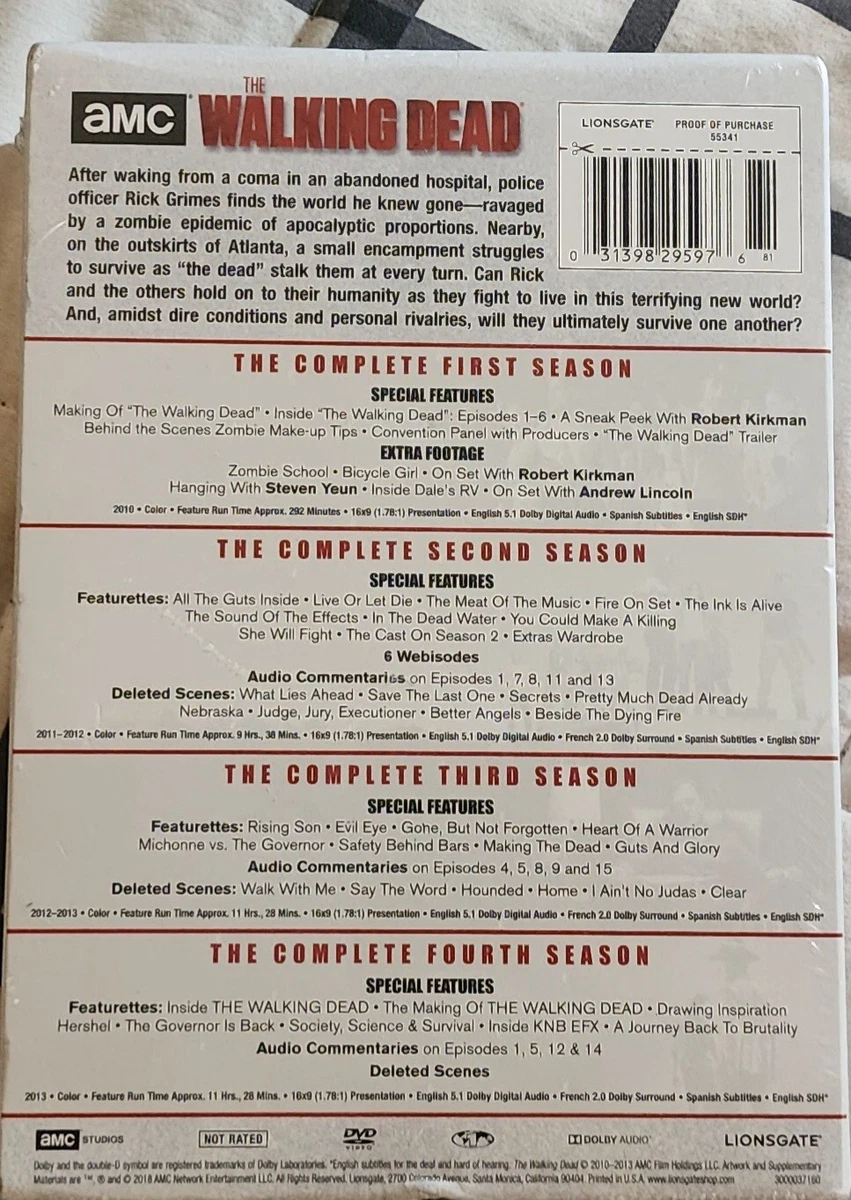 THE
amc WALKING DEAD
LIONSGATE PROOF OF PURCHASE
55341
0 31398 29597 6 81
After waking from a coma in an abandoned hospital, police
officer Rick Grimes finds the world he knew gone—ravaged
by a zombie epidemic of apocalyptic proportions. Nearby,
on the outskirts of Atlanta, a small encampment struggles
to survive as “the dead” stalk them at every turn. Can Rick
and the others hold on to their humanity as they fight to live in this terrifying new world?
And, amidst dire conditions and personal rivalries, will they ultimately survive one another?
THE COMPLETE FIRST SEASON
SPECIAL FEATURES
Making Of “The Walking Dead” • Inside “The Walking Dead”: Episodes 1–6 • A Sneak Peek With Robert Kirkman
Behind the Scenes Zombie Make-up Tips • Convention Panel with Producers • “The Walking Dead” Trailer
EXTRA FOOTAGE
Zombie School • Bicycle Girl • On Set With Robert Kirkman
Hanging With Steven Yeun • Inside Dale's RV • On Set With Andrew Lincoln
2010 • Color • Feature Run Time Approx. 292 Minutes • 16x9 (1.78:1) Presentation • English 5.1 Dolby Digital Audio • Spanish Subtitles • English SDH*
THE COMPLETE SECOND SEASON
SPECIAL FEATURES
Featurettes: All The Guts Inside • Live Or Let Die • The Meat Of The Music • Fire On Set • The Ink Is Alive
The Sound Of The Effects • In The Dead Water • You Could Make A Killing
She Will Fight • The Cast On Season 2 • Extras Wardrobe
6 Webisodes
Audio Commentaries on Episodes 1, 7, 8, 11 and 13
Deleted Scenes: What Lies Ahead • Save The Last One • Secrets • Pretty Much Dead Already
Nebraska • Judge, Jury, Executioner • Better Angels • Beside The Dying Fire
2011–2012 • Color • Feature Run Time Approx. 9 Hrs., 38 Mins. • 16x9 (1.78:1) Presentation • English 5.1 Dolby Digital Audio • French 2.0 Dolby Surround • Spanish Subtitles • English SDH*
THE COMPLETE THIRD SEASON
SPECIAL FEATURES
Featurettes: Rising Son • Evil Eye • Gone, But Not Forgotten • Heart Of A Warrior
Michonne vs. The Governor • Safety Behind Bars • Making The Dead • Guts And Glory
Audio Commentaries on Episodes 4, 5, 8, 9 and 15
Deleted Scenes: Walk With Me • Say The Word • Hounded • Home • I Ain't No Judas • Clear
2012–2013 • Color • Feature Run Time Approx. 11 Hrs., 28 Mins. • 16x9 (1.78:1) Presentation • English 5.1 Dolby Digital Audio • French 2.0 Dolby Surround • Spanish Subtitles • English SDH*
THE COMPLETE FOURTH SEASON
SPECIAL FEATURES
Featurettes: Inside THE WALKING DEAD • The Making Of THE WALKING DEAD • Drawing Inspiration
Hershel • The Governor Is Back • Society, Science & Survival • Inside KNB EFX • A Journey Back To Brutality
Audio Commentaries on Episodes 1, 5, 12 & 14
Deleted Scenes
2013 • Color • Feature Run Time Approx. 11 Hrs., 28 Mins. • 16x9 (1.78:1) Presentation • English 5.1 Dolby Digital Audio • French 2.0 Dolby Surround • Spanish Subtitles • English SDH*
amc STUDIOS NOT RATED DVD VIDEO 1 DOLBY AUDIO™ LIONSGATE®
Dolby and the double-D symbol are registered trademarks of Dolby Laboratories. *English subtitles for the deaf and hard of hearing. The Walking Dead © 2010–2013 AMC Film Holdings LLC. Artwork and Supplementary
Materials are ™, ® and © 2018 AMC Network Entertainment LLC. All Rights Reserved. Lionsgate, 2700 Colorado Avenue, Santa Monica, California 90404. Printed in U.S.A. www.lionsgateshop.com 3000037160